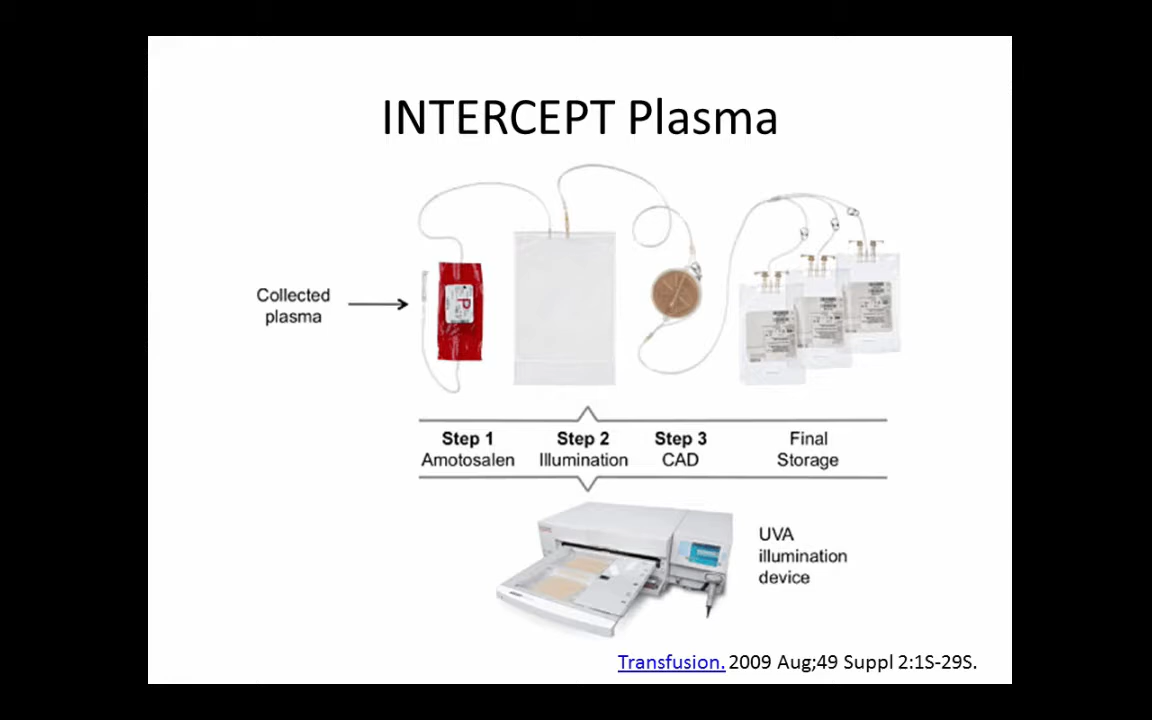 INTERCEPT Plasma
Collected
plasma
P
Step 1
Amotosalen
Step 2
Illumination
Step 3
CAD
Final
Storage
UVA
illumination
device
Transfusion. 2009 Aug;49 Suppl 2:1S-29S.